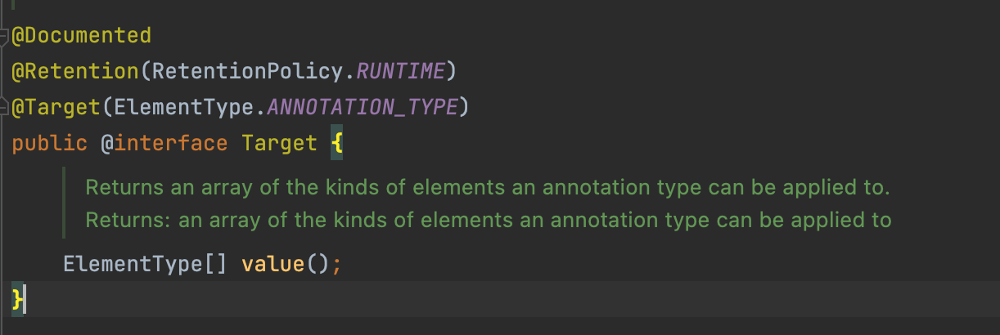 @Documented
@Retention(RetentionPolicy.RUNTIME)
@Target(ElementType.ANNOTATION_TYPE)
public @interface Target {
Returns an array of the kinds of elements an annotation type can be applied to.
Returns: an array of the kinds of elements an annotation type can be applied to
ElementType[] value();
}